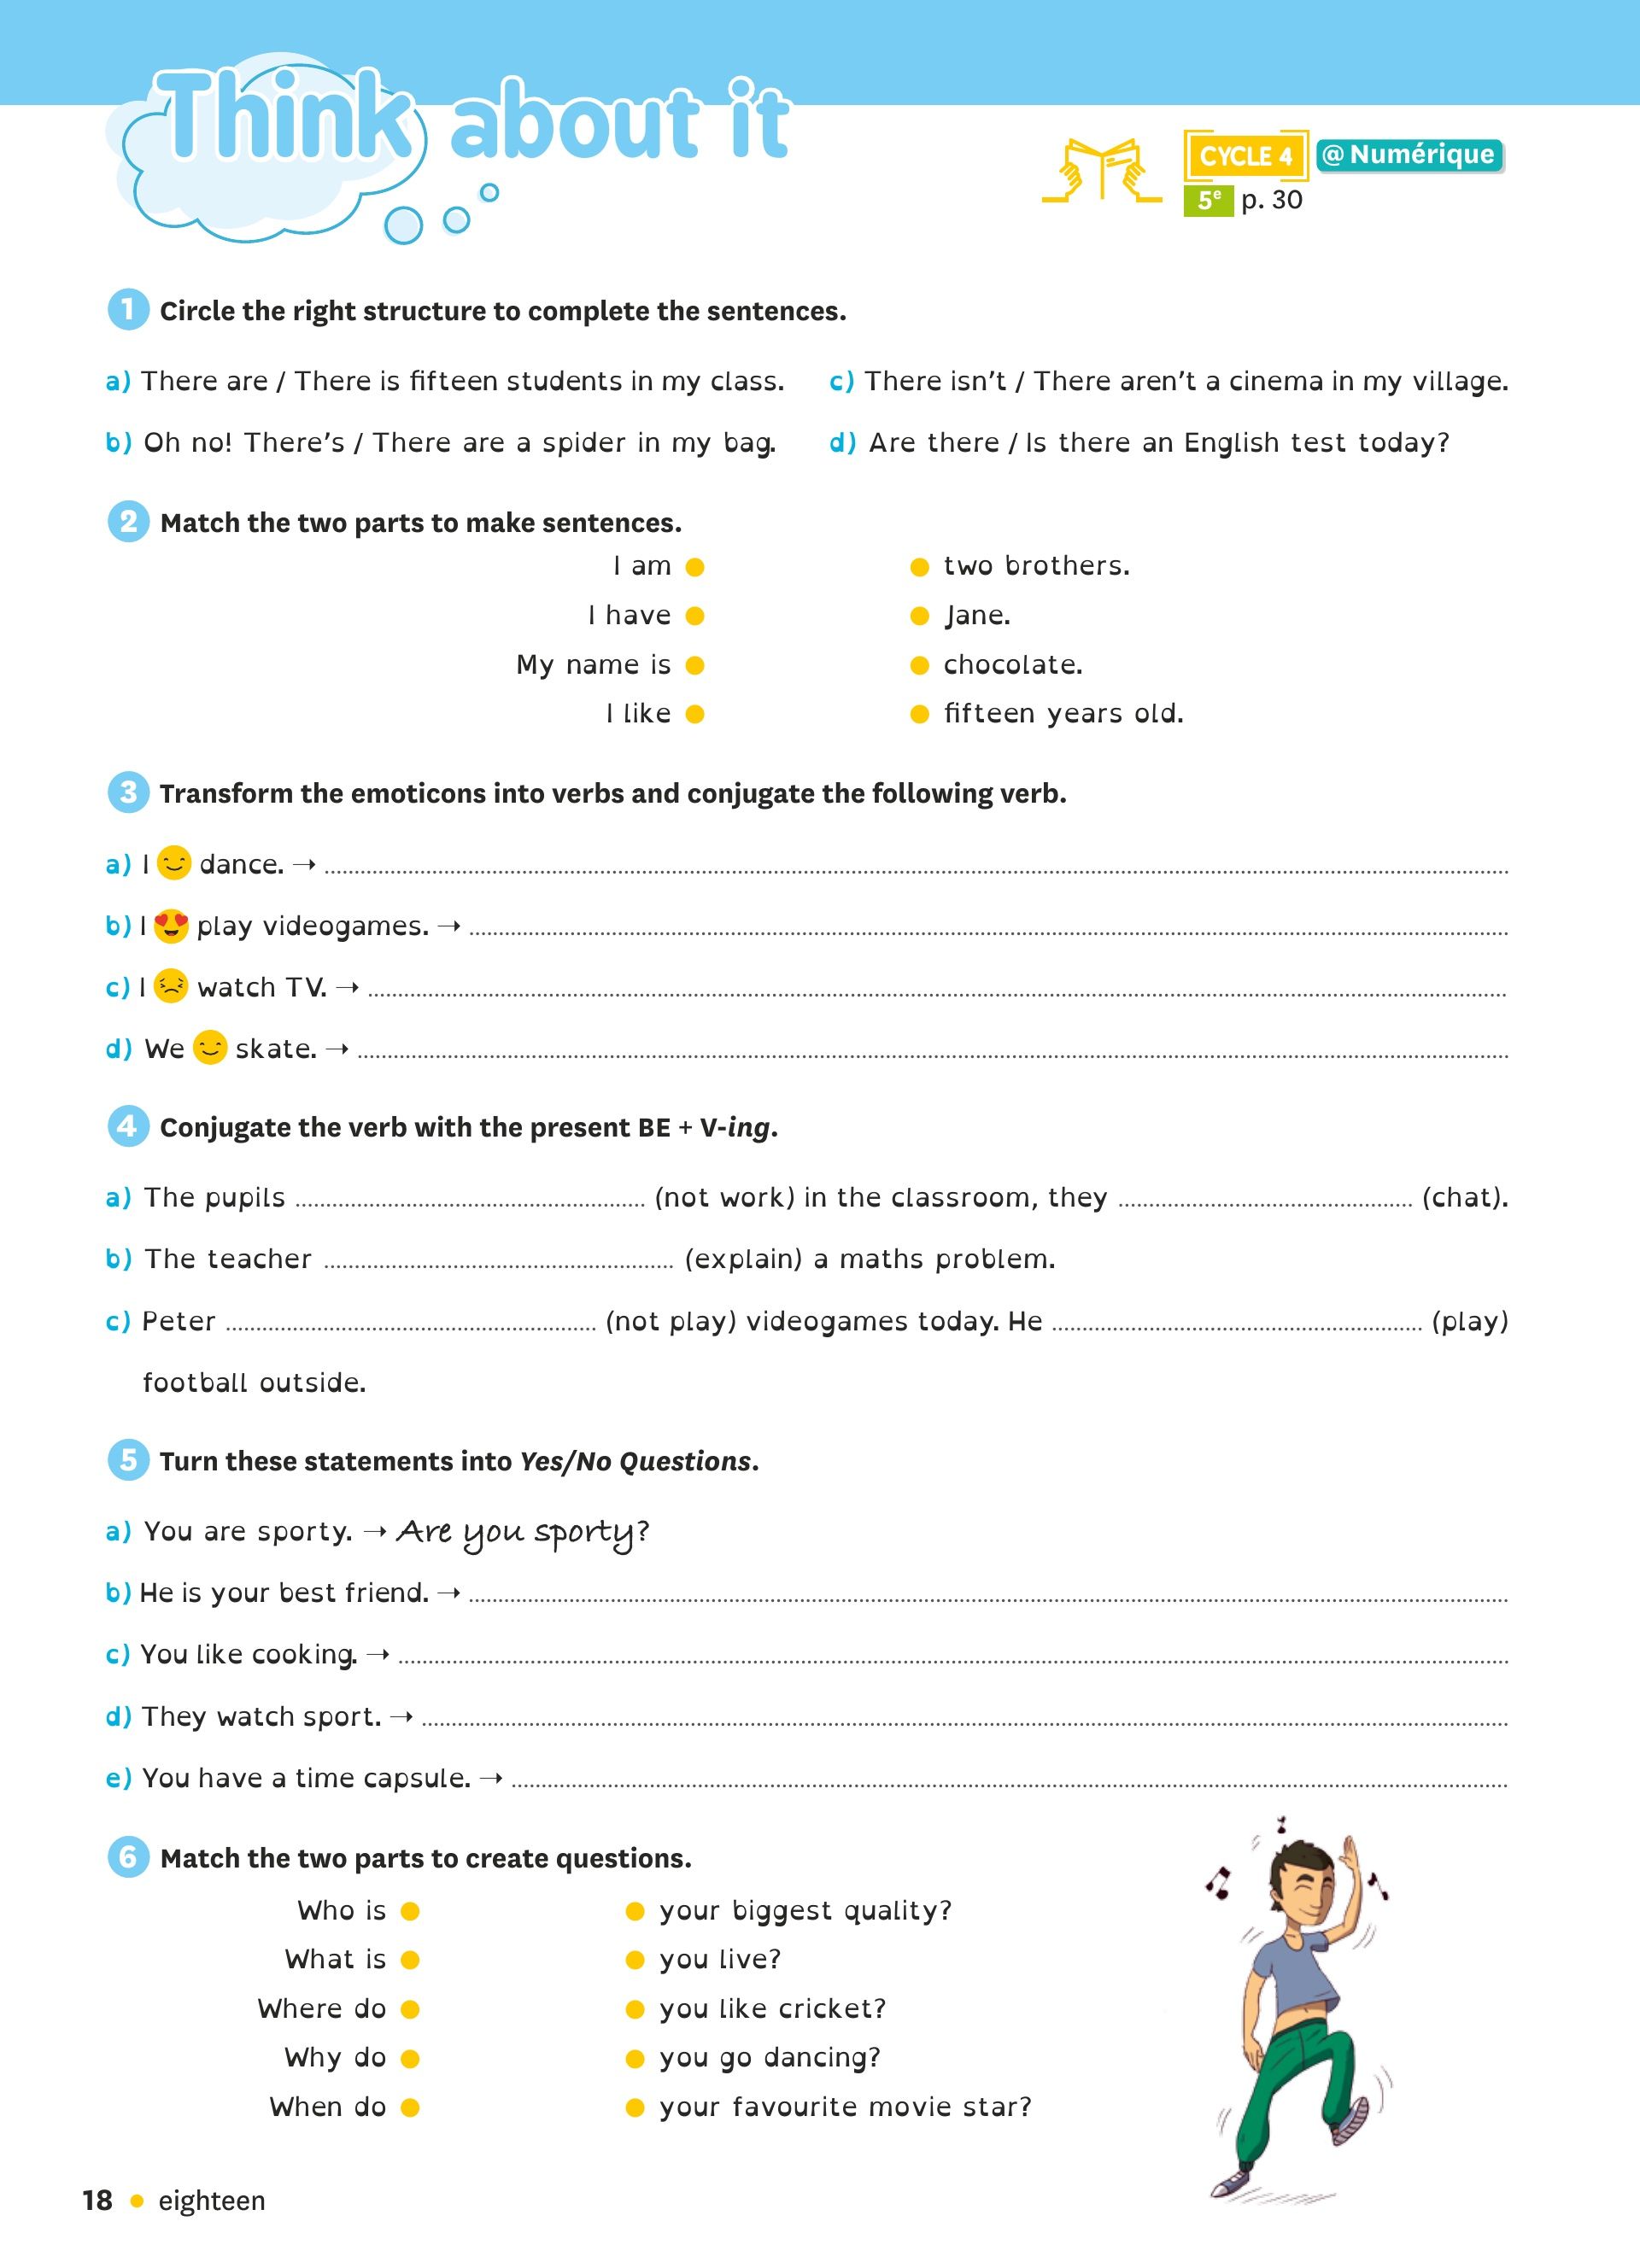 Think about it
CYCLE 4 @ Numérique
5e p. 30
1 Circle the right structure to complete the sentences.
a) There are / There is fifteen students in my class.
b) Oh no! There's / There are a spider in my bag.
c) There isn't / There aren't a cinema in my village.
d) Are there / Is there an English test today?
2 Match the two parts to make sentences.
I am two brothers.
I have Jane.
My name is chocolate.
I like fifteen years old.
3 Transform the emoticons into verbs and conjugate the following verb.
a) I 😊 dance. →
b) I 😍 play videogames. →
c) I 😣 watch TV. →
d) We 😊 skate. →
4 Conjugate the verb with the present BE + V-ing.
a) The pupils (not work) in the classroom, they (chat).
b) The teacher (explain) a maths problem.
c) Peter (not play) videogames today. He (play)
football outside.
5 Turn these statements into Yes/No Questions.
a) You are sporty. → Are you sporty?
b) He is your best friend. →
c) You like cooking. →
d) They watch sport. →
e) You have a time capsule. →
6 Match the two parts to create questions.
Who is your biggest quality?
What is you live?
Where do you like cricket?
Why do you go dancing?
When do your favourite movie star?
18 • eighteen